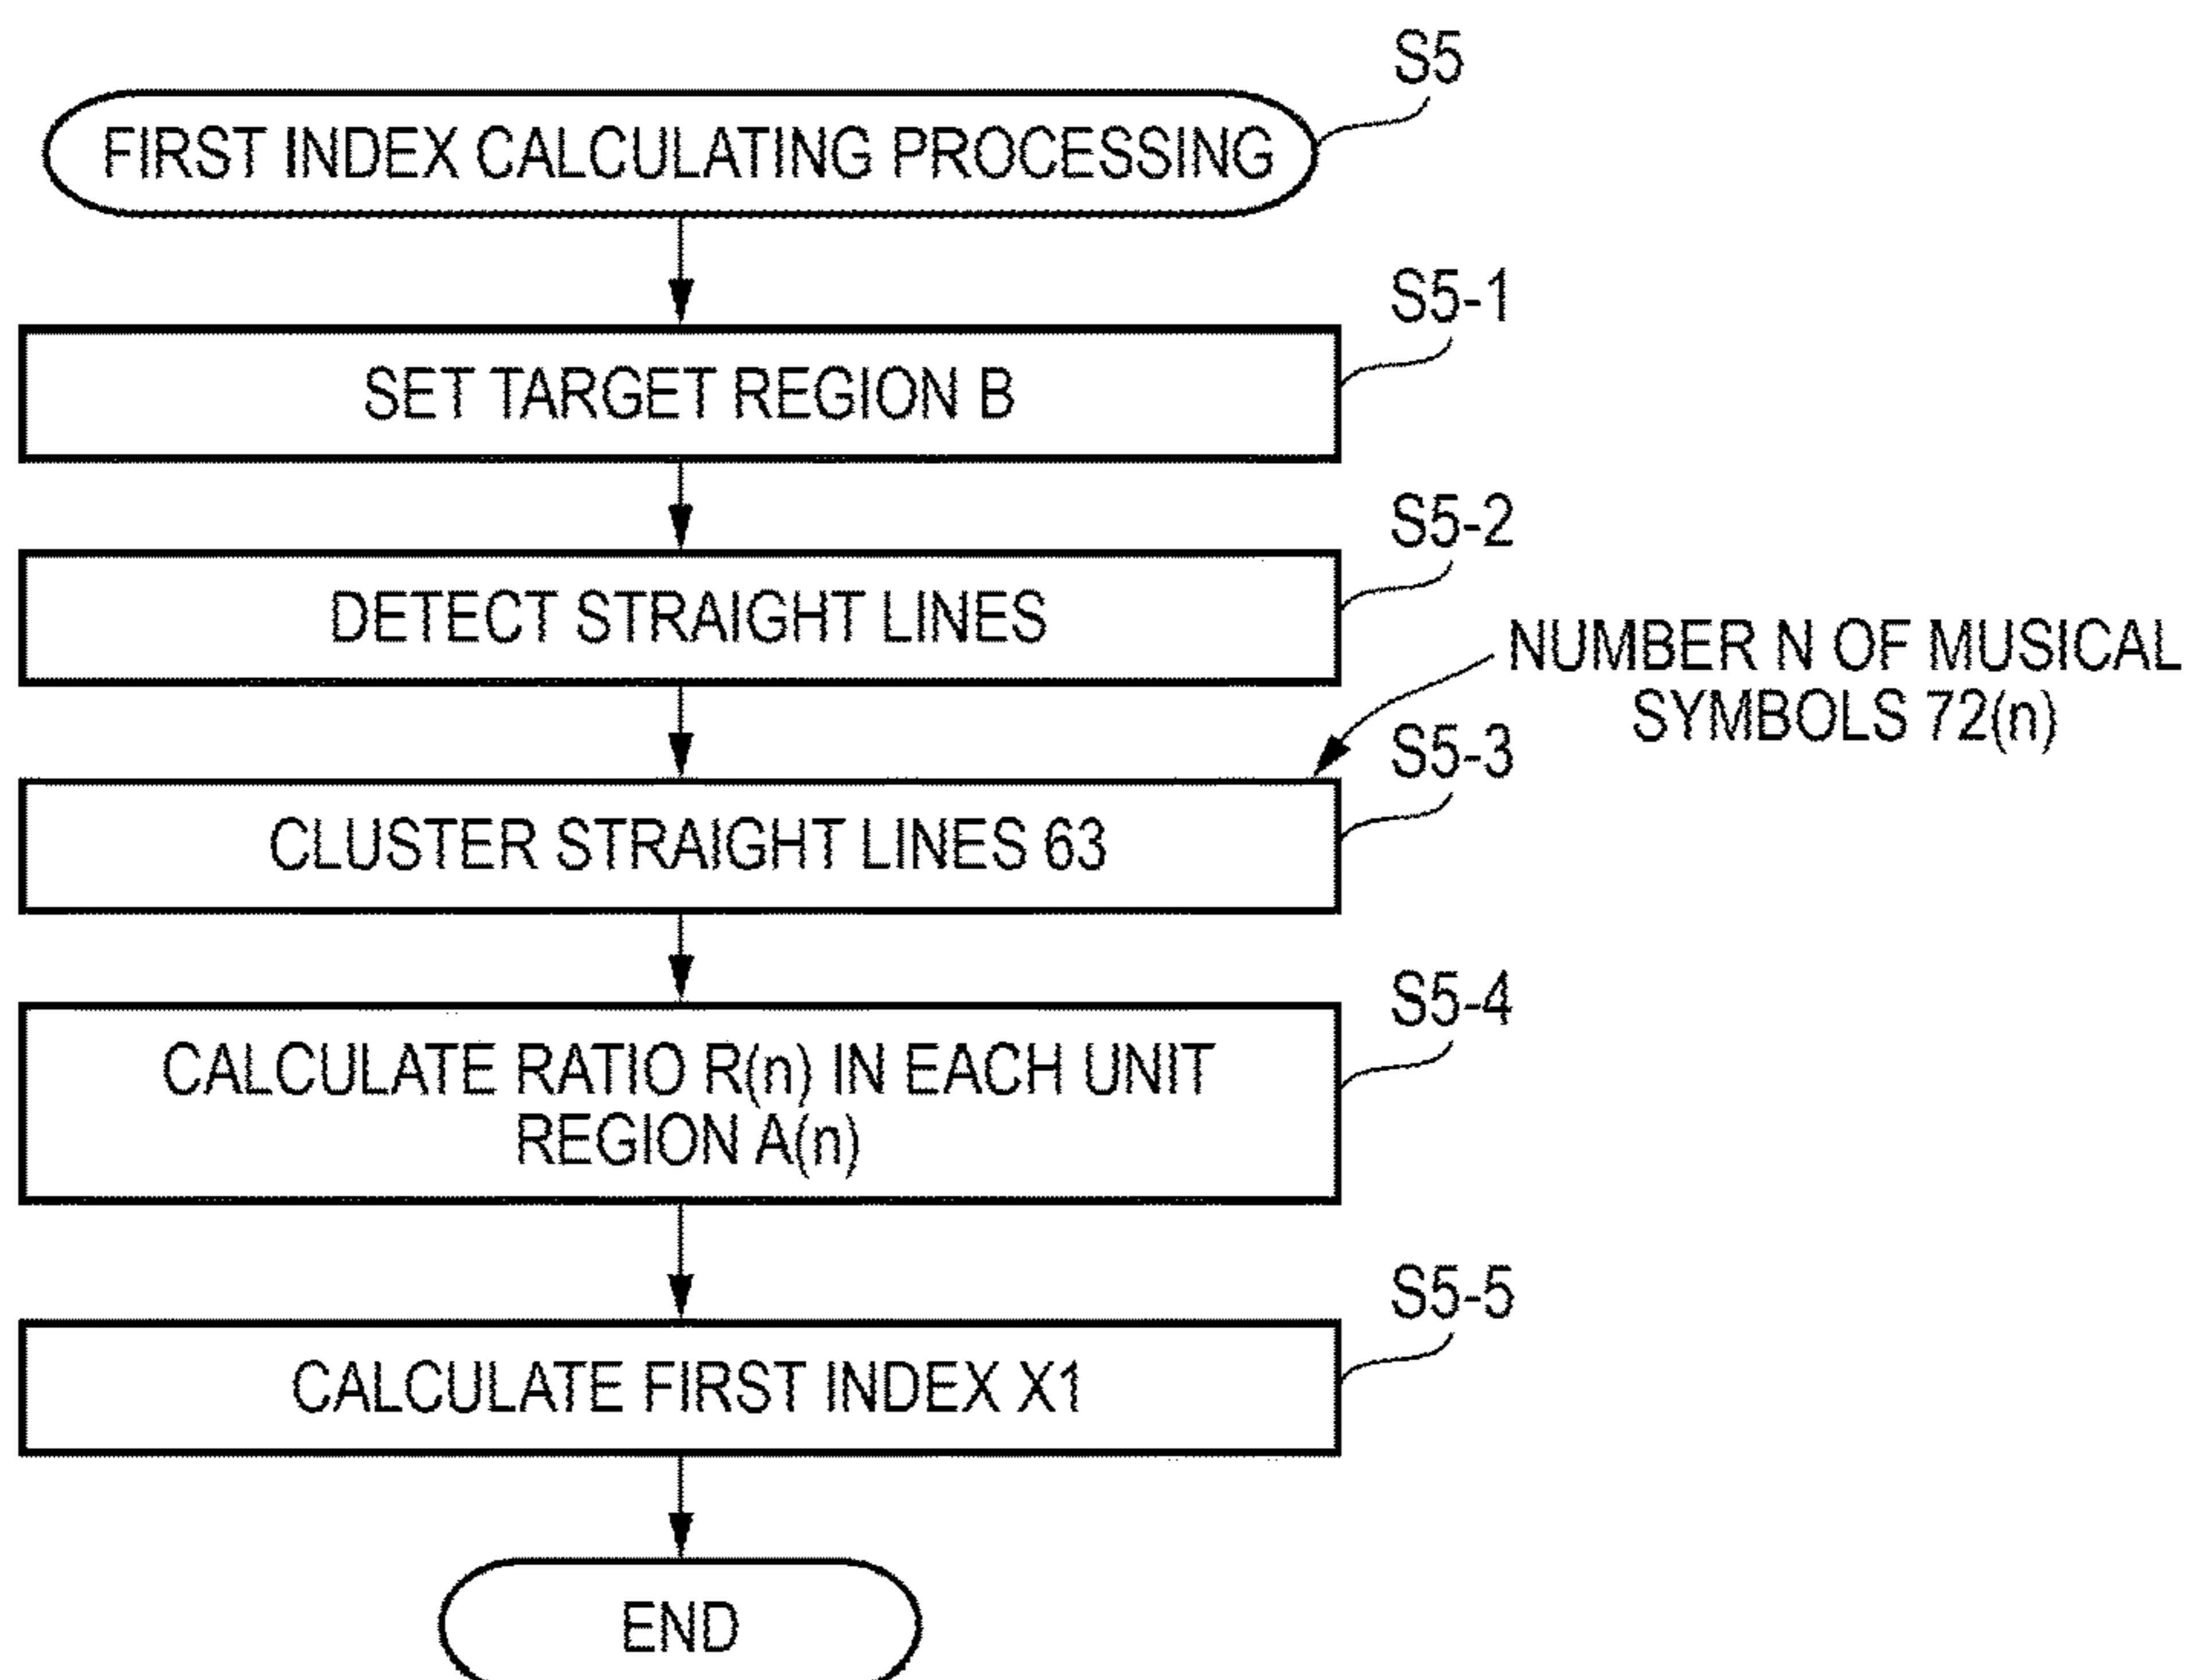 S5
FIRST INDEX CALCULATING PROCESSING
S5-1
SET TARGET REGION B
S5-2
DETECT STRAIGHT LINES
NUMBER N OF MUSICAL
SYMBOLS 72(n)
S5-3
CLUSTER STRAIGHT LINES 63
S5-4
CALCULATE RATIO R(n) IN EACH UNIT
REGION A(n)
S5-5
CALCULATE FIRST INDEX X1
END